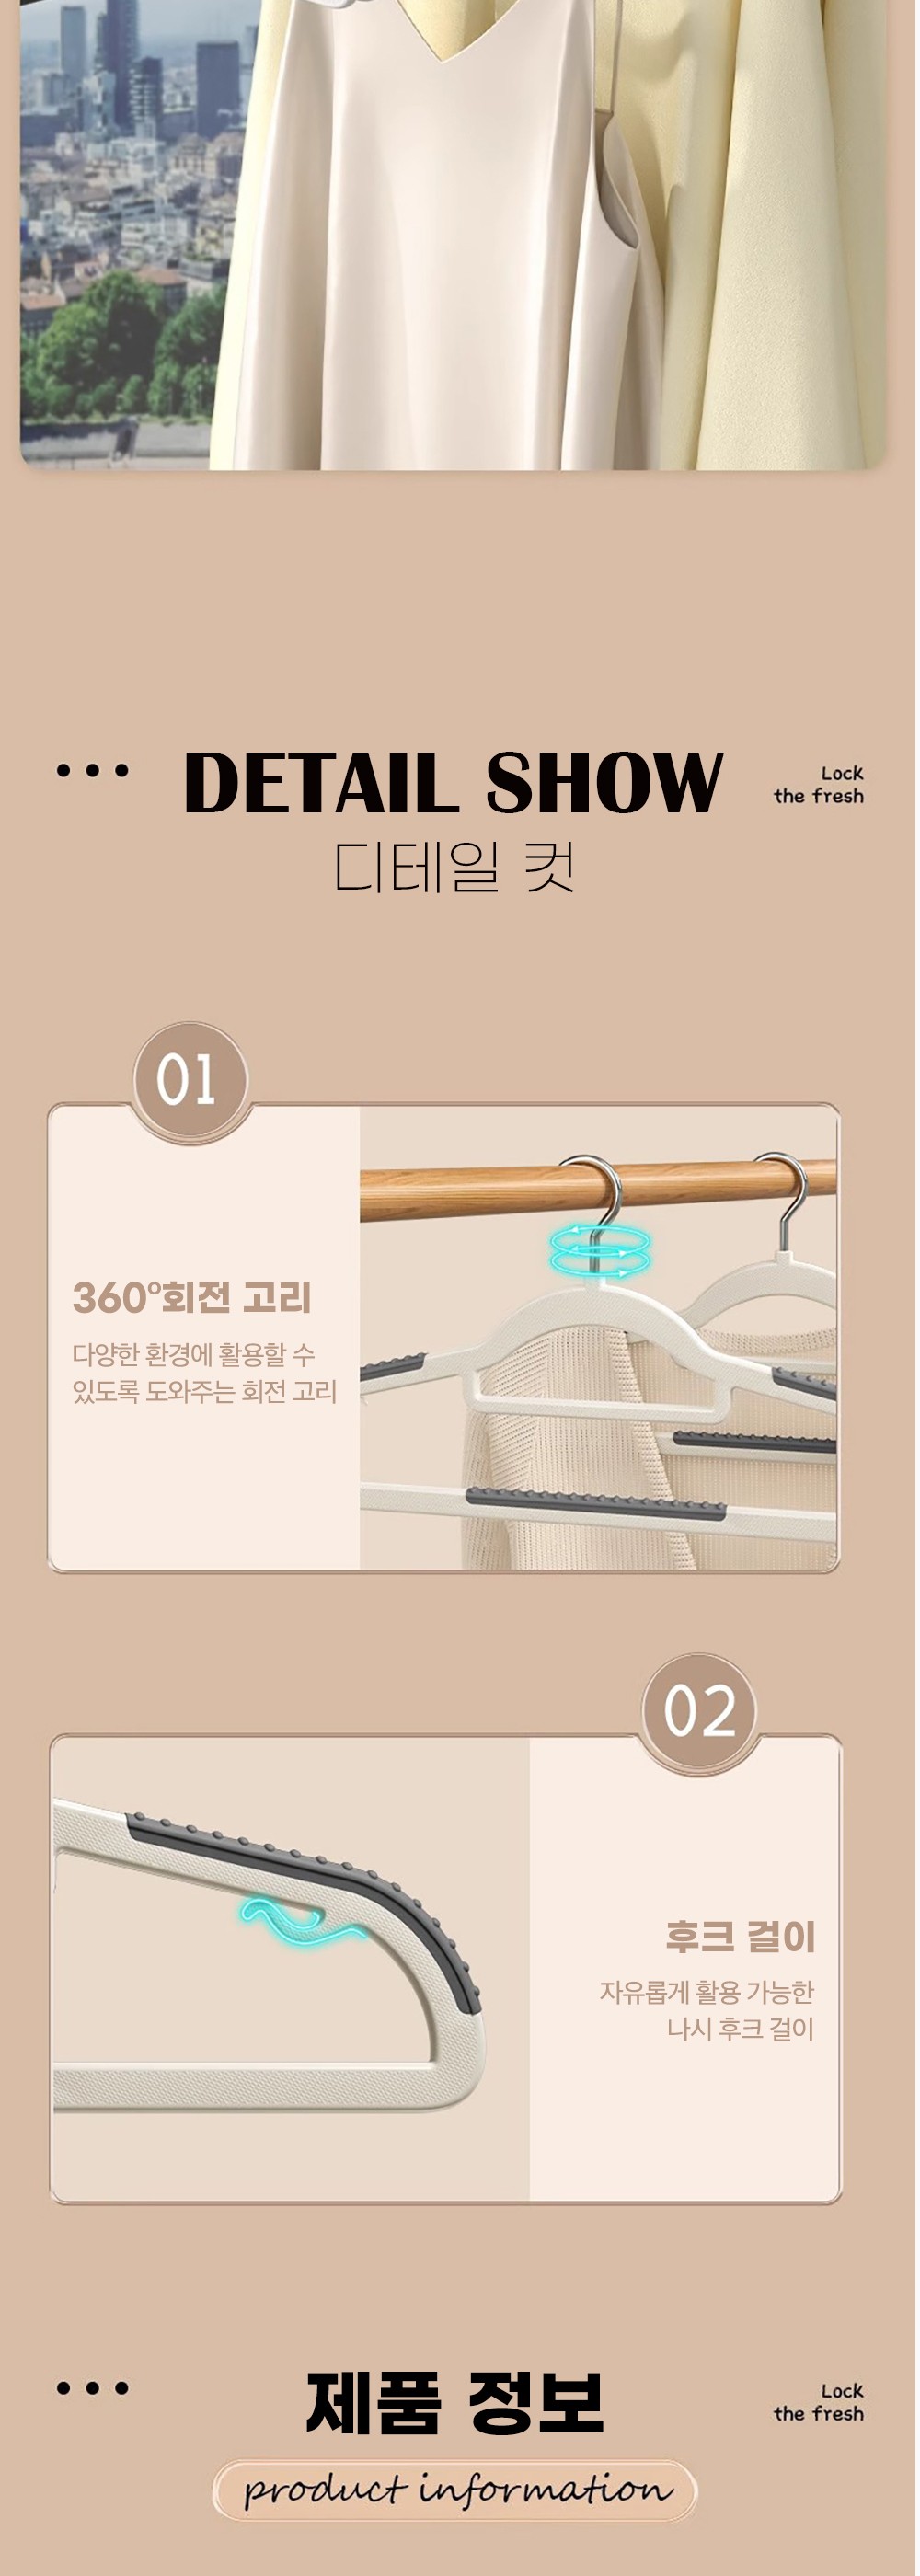 DETAIL SHOW
Lock
the fresh
디테일 컷
01
360°회전 고리
다양한 환경에 활용할 수
있도록 도와주는 회전 고리
02
후크 걸이
자유롭게 활용 가능한
나시 후크 걸이
제품 정보
Lock
the fresh
product information